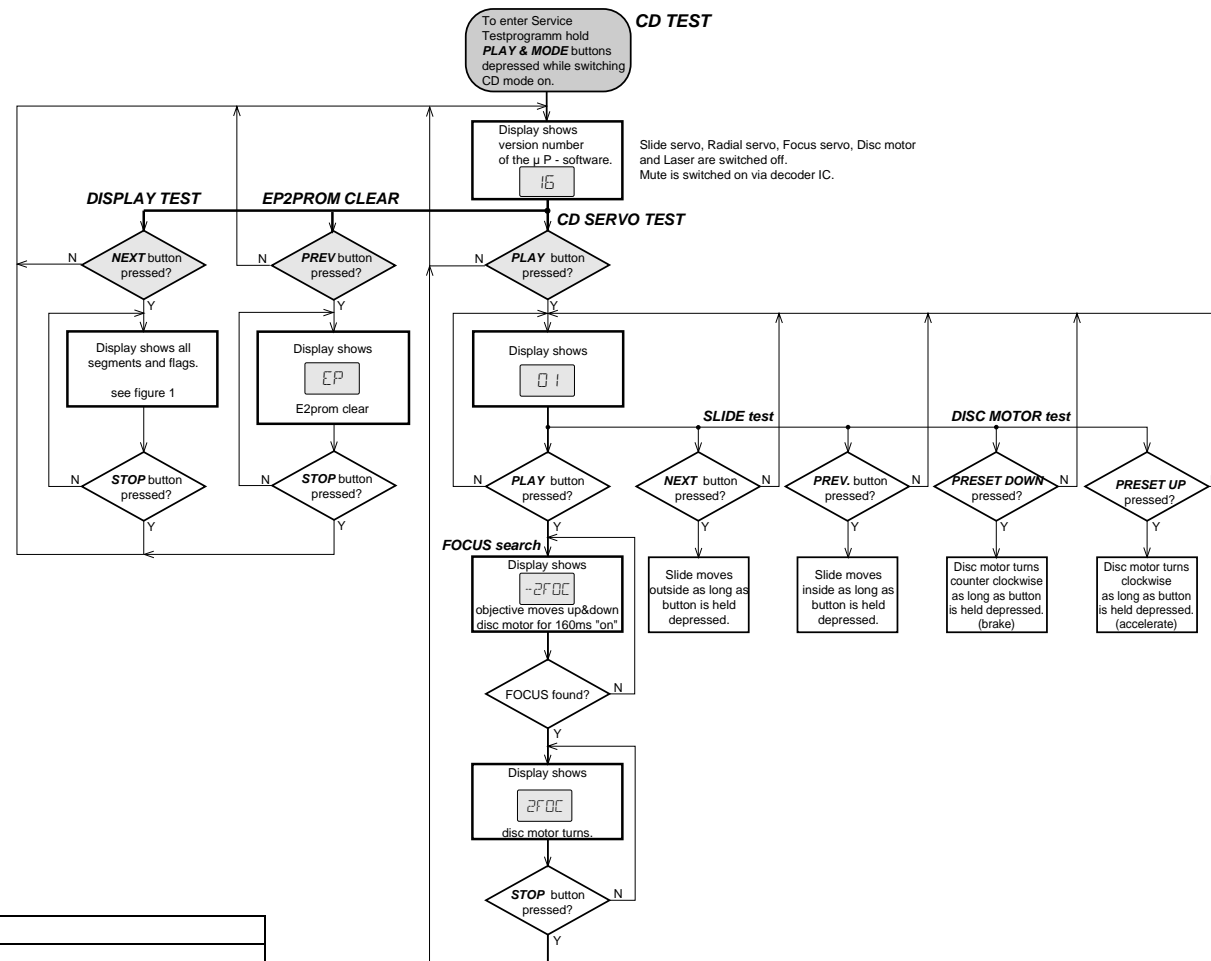 CD TEST
To enter Service
Testprogramm hold
PLAY & MODE buttons
depressed while switching
CD mode on.
Display shows
version number
of the µ P - software.
16
Slide servo, Radial servo, Focus servo, Disc motor
and Laser are switched off.
Mute is switched on via decoder IC.
DISPLAY TEST
EP2PROM CLEAR
CD SERVO TEST
N
NEXT button
pressed?
Y
N
PREV button
pressed?
Y
N
PLAY button
pressed?
Y
Display shows all
segments and flags.
see figure 1
Display shows
EP
E2prom clear
Display shows
01
SLIDE test
DISC MOTOR test
N
STOP button
pressed?
Y
N
STOP button
pressed?
Y
N
PLAY button
pressed?
Y
NEXT button
pressed?
N
Y
PREV. button
pressed?
N
Y
PRESET DOWN
pressed?
N
Y
PRESET UP
pressed?
Y
FOCUS search
Display shows
-2FOC
objective moves up&down
disc motor for 160ms "on"
Slide moves
outside as long as
button is held
depressed.
Slide moves
inside as long as
button is held
depressed.
Disc motor turns
counter clockwise
as long as button
is held depressed.
(brake)
Disc motor turns
clockwise
as long as button
is held depressed.
(accelerate)
FOCUS found?
N
Y
Display shows
2FOC
disc motor turns.
STOP button
pressed?
N
Y